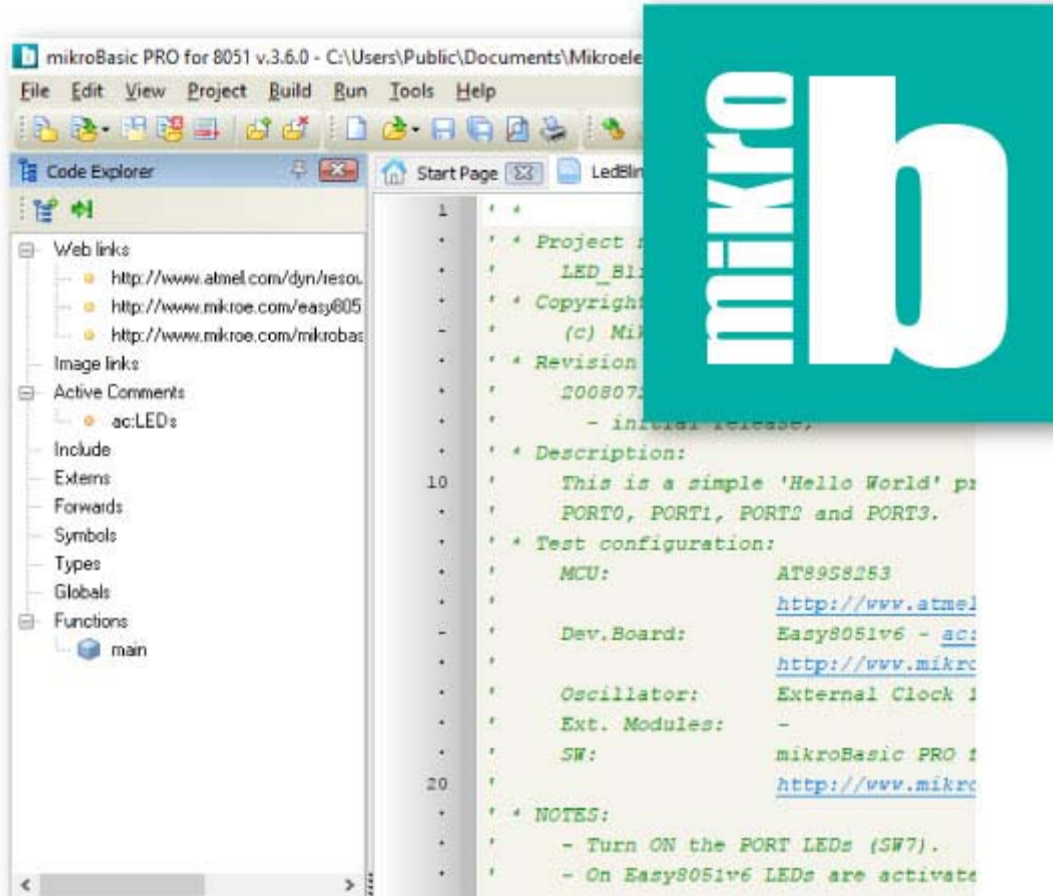 mikroBasic PRO for 8051 v.3.6.0 - C:\Users\Public\Documents\Mikroele
File Edit View Project Build Run Tools Help
Code Explorer
Web links
http://www.atmel.com/dyn/resou
http://www.mikroe.com/easy805
http://www.mikroe.com/mikrobas
Image links
Active Comments
ac:LEDs
Include
Externs
Forwards
Symbols
Types
Globals
Functions
main
Start Page LedBlin
1 ' *
' * Project
' LED_Bli
' * Copyright
' (c) Mik
' * Revision
' 2008072
' - initial release;
' * Description:
10 ' This is a simple 'Hello World' pr
' PORT0, PORT1, PORT2 and PORT3.
' * Test configuration:
' MCU: AT89S8253
' http://www.atmel
' Dev.Board: Easy8051v6 - ac:
' http://www.mikro
' Oscillator: External Clock 1
' Ext. Modules: -
' SW: mikroBasic PRO f
20 ' http://www.mikro
' * NOTES:
' - Turn ON the PORT LEDs (SW7).
' - On Easy8051v6 LEDs are activate
mikro
b